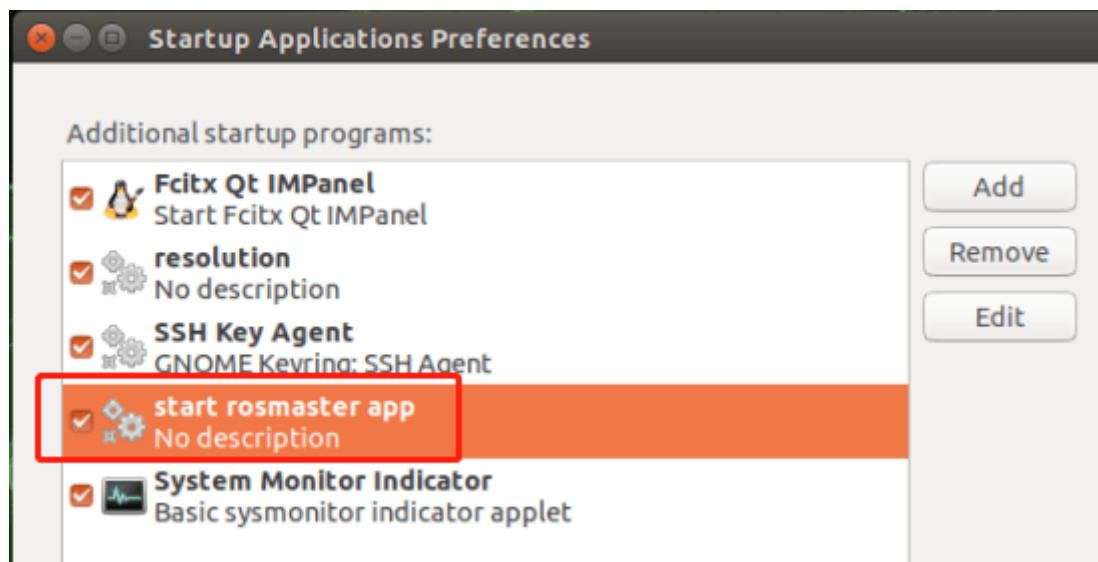 Startup Applications Preferences
Additional startup programs:
Fcitx Qt IMPanel
Start Fcitx Qt IMPanel
Add
resolution
No description
Remove
SSH Key Agent
GNOME Keyring: SSH Agent
Edit
start rosmaster app
No description
System Monitor Indicator
Basic sysmonitor indicator applet